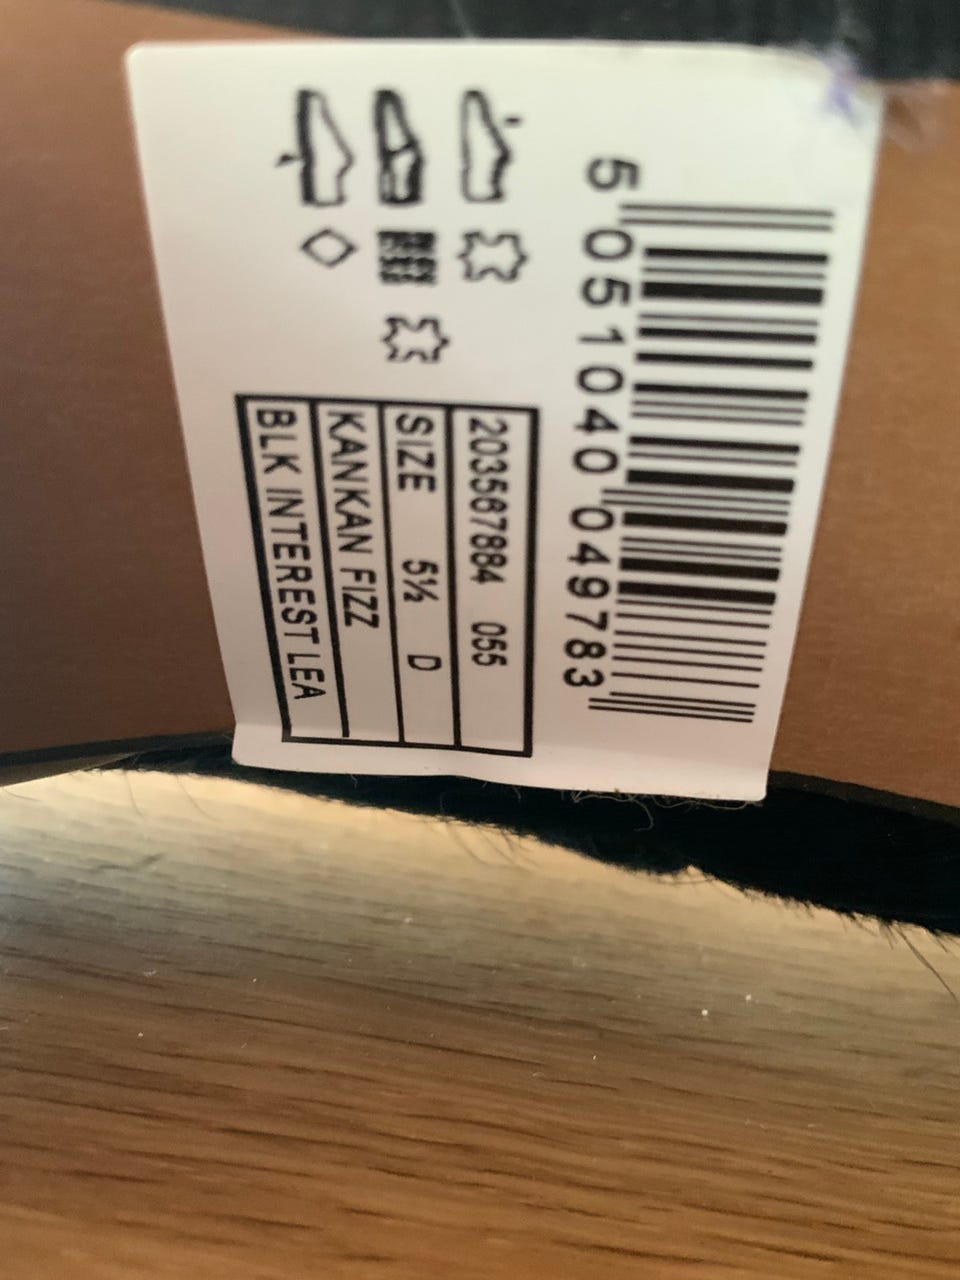 5 051040 049783
203567884 055
SIZE 5½ D
KANKAN FIZZ
BLK INTEREST LEA